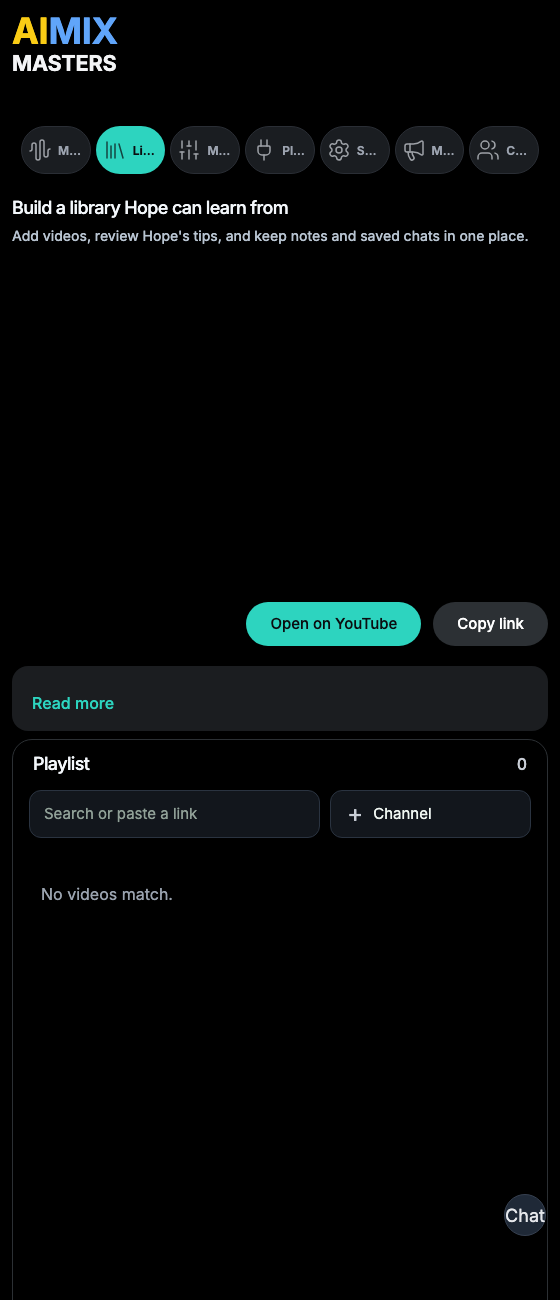 AIMIX
MASTERS
M...
Li...
M...
Pl...
S...
M...
C...
Build a library Hope can learn from
Add videos, review Hope's tips, and keep notes and saved chats in one place.
Open on YouTube
Copy link
Read more
Playlist
0
Search or paste a link
+ Channel
No videos match.
Chat